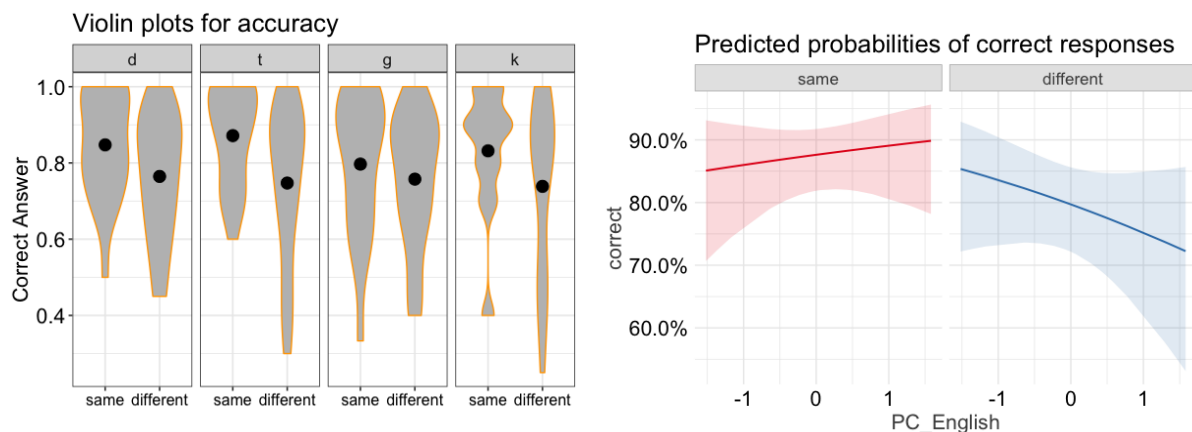 Violin plots for accuracy
d t g k
Correct Answer
1.0
0.8
0.6
0.4
same different same different same different same different
Predicted probabilities of correct responses
same different
correct
90.0%
80.0%
70.0%
60.0%
-1 0 1 -1 0 1
PC_English